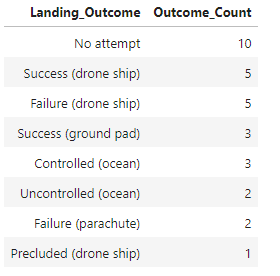 Landing_Outcome Outcome_Count
No attempt 10
Success (drone ship) 5
Failure (drone ship) 5
Success (ground pad) 3
Controlled (ocean) 3
Uncontrolled (ocean) 2
Failure (parachute) 2
Precluded (drone ship) 1